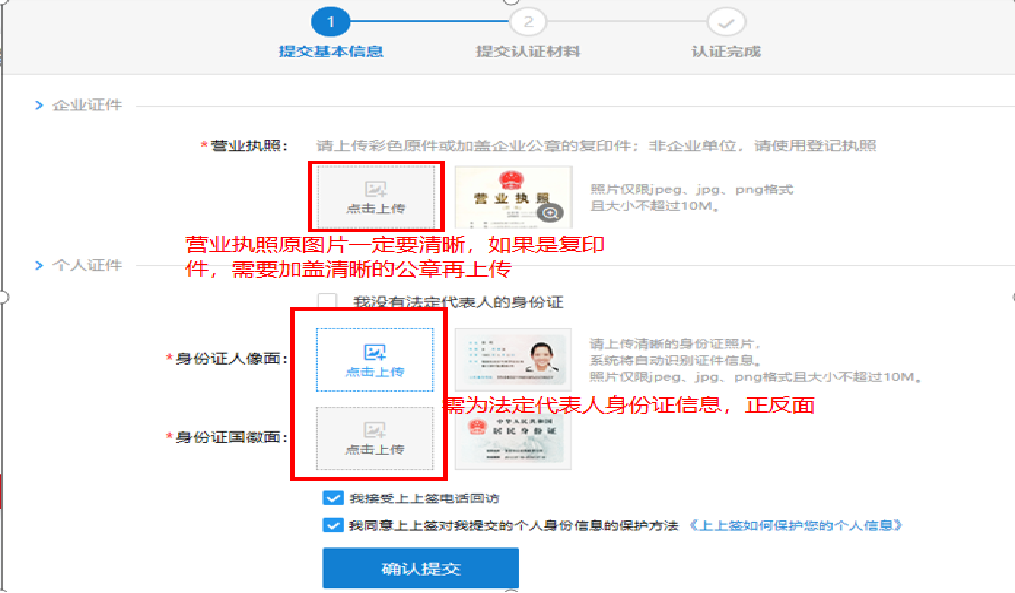 1
2
提交基本信息
提交认证材料
认证完成
企业证件
*营业执照：
请上传彩色原件或加盖企业公章的复印件；非企业单位，请使用登记执照
点击上传
营业执照
照片仅限jpeg、jpg、png格式
且大小不超过10M。
营业执照原图片一定要清晰，如果是复印
件，需要加盖清晰的公章再上传
个人证件
我没有法定代表人的身份证
*身份证人像面：
点击上传
请上传清晰的身份证照片，
系统将自动识别证件信息。
照片仅限jpeg、jpg、png格式且大小不超过10M。
需为法定代表人身份证信息，正反面
*身份证国徽面：
点击上传
中华人民共和国
居民身份证
我接受上上签电话回访
我同意上上签对我提交的个人身份信息的保护方法 《上上签如何保护您的个人信息》
确认提交